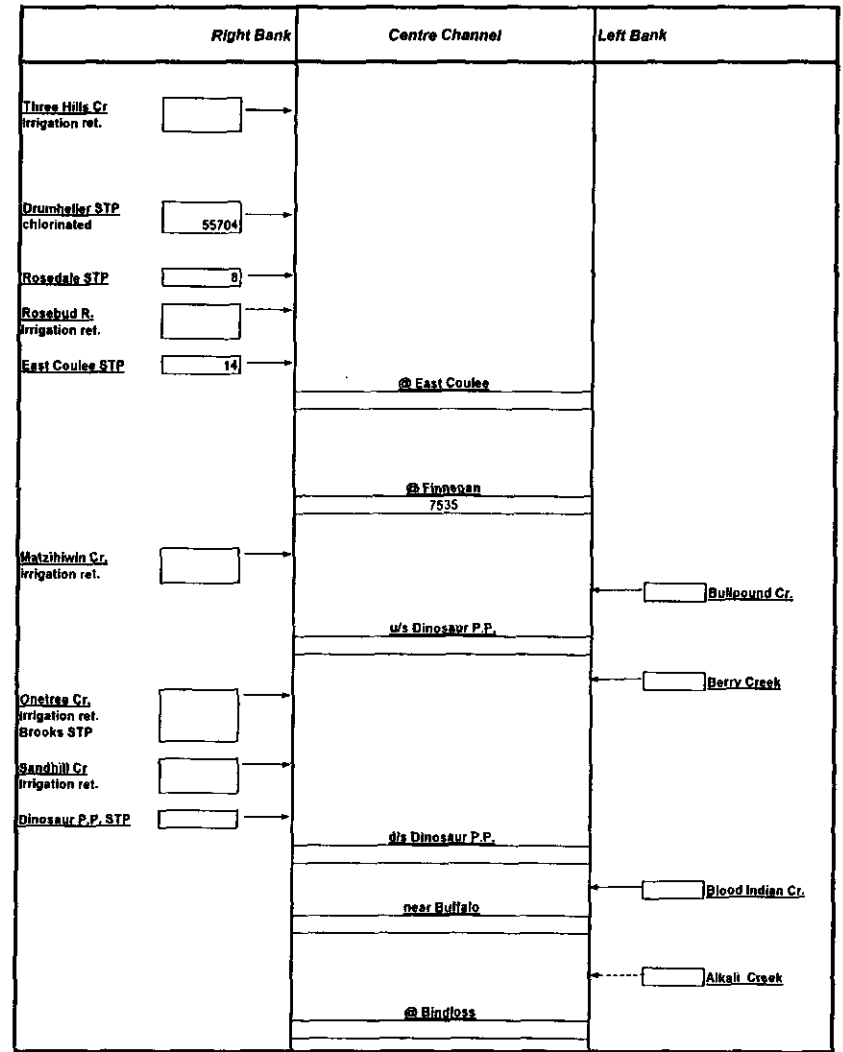 Right Bank
Centre Channel
Left Bank
Three Hills Cr
Irrigation ret.
Drumheller STP
chlorinated
55704
Rosedale STP
8
Rosebud R.
Irrigation ret.
East Coulee STP
14
@ East Coulee
@ Finnegan
7535
Matzihiwin Cr.
Irrigation ret.
Bullpound Cr.
u/s Dinosaur P.P.
Berry Creek
Onetree Cr.
Irrigation ret.
Brooks STP
Sandhill Cr
Irrigation ret.
Dinosaur P.P. STP
d/s Dinosaur P.P.
Blood Indian Cr.
near Buffalo
Alkali Creek
@ Bindloss